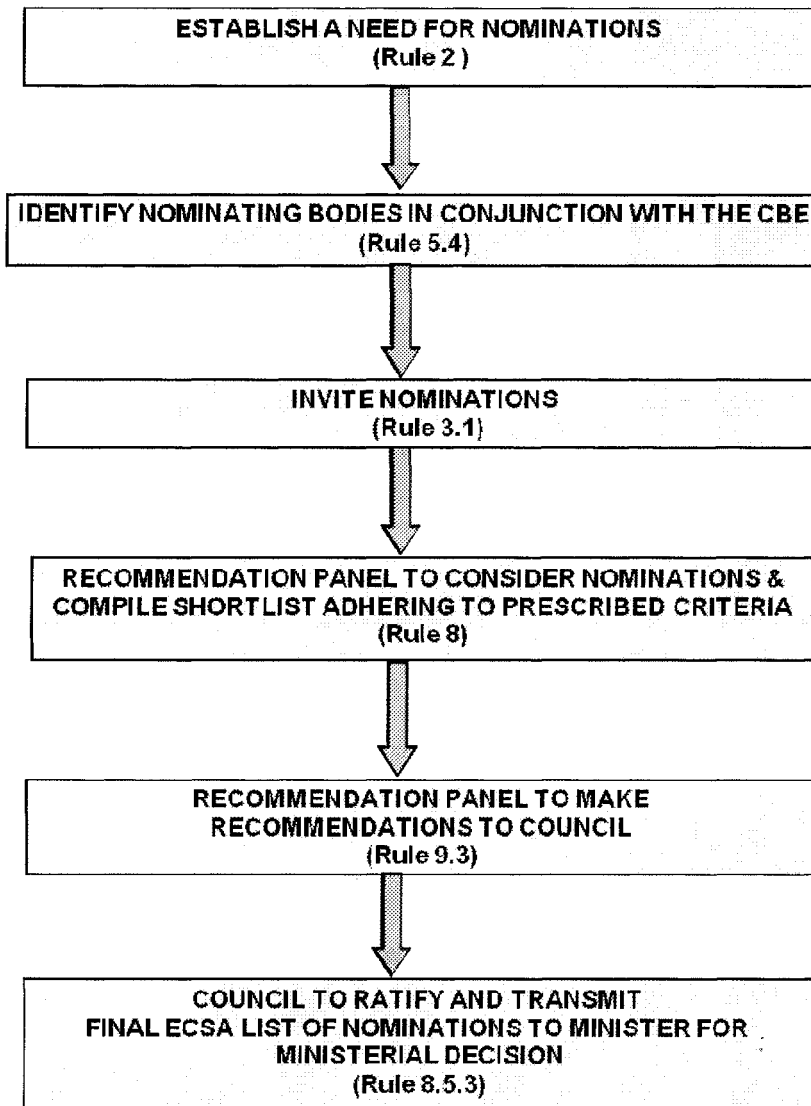 ESTABLISH A NEED FOR NOMINATIONS
(Rule 2 )
IDENTIFY NOMINATING BODIES IN CONJUNCTION WITH THE CBE
(Rule 5.4)
INVITE NOMINATIONS
(Rule 3.1)
RECOMMENDATION PANEL TO CONSIDER NOMINATIONS &
COMPILE SHORTLIST ADHERING TO PRESCRIBED CRITERIA
(Rule 8)
RECOMMENDATION PANEL TO MAKE
RECOMMENDATIONS TO COUNCIL
(Rule 9.3)
COUNCIL TO RATIFY AND TRANSMIT
FINAL ECSA LIST OF NOMINATIONS TO MINISTER FOR
MINISTERIAL DECISION
(Rule 8.5.3)